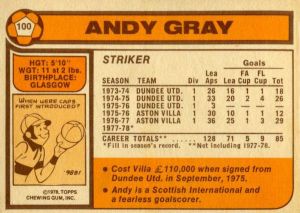 100
ANDY GRAY
HGT: 5'10"
WGT: 11 st 2 lbs.
BIRTHPLACE:
GLASGOW
STRIKER
Goals
Lea FA FL
SEASON TEAM Div Aps Lea Cup Cup Tot
1973-74 DUNDEE UTD. 1 26 16 1 1 18
1974-75 DUNDEE UTD. 1 33 20 2 4 26
1975-76 DUNDEE UTD.
1975-76 ASTON VILLA 1 30 10 1 1 12
1976-77 ASTON VILLA 1 36 25 1 3 29
1977-78*
CAREER TOTALS** 128 71 5 9 85
*Fill in season's record. **Not including 1977-78.
WHEN WERE CAPS
FIRST INTRODUCED?
©1978, TOPPS
CHEWING GUM, INC.
• Cost Villa £110,000 when signed from
Dundee Utd. in September, 1975.
• Andy is a Scottish International and
a fearless goalscorer.